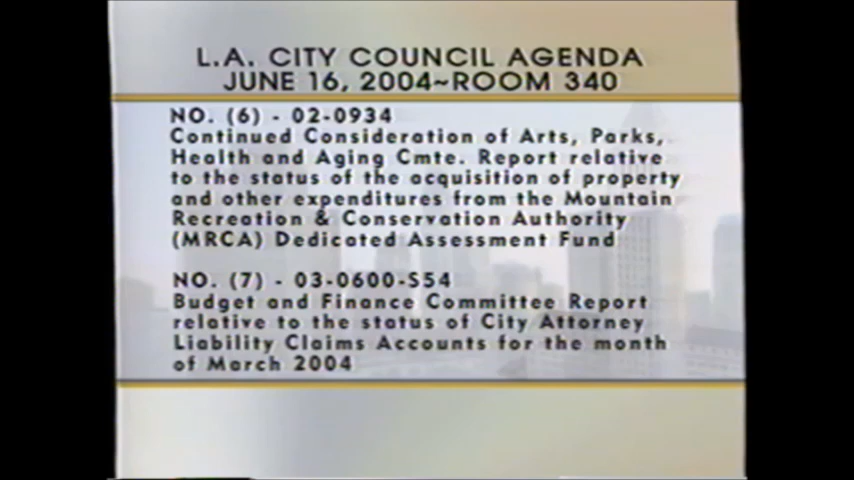 L.A. CITY COUNCIL AGENDA
JUNE 16, 2004~ROOM 340
NO. (6) - 02-0934
Continued Consideration of Arts, Parks,
Health and Aging Cmte. Report relative
to the status of the acquisition of property
and other expenditures from the Mountain
Recreation & Conservation Authority
(MRCA) Dedicated Assessment Fund
NO. (7) - 03-0600-S54
Budget and Finance Committee Report
relative to the status of City Attorney
Liability Claims Accounts for the month
of March 2004